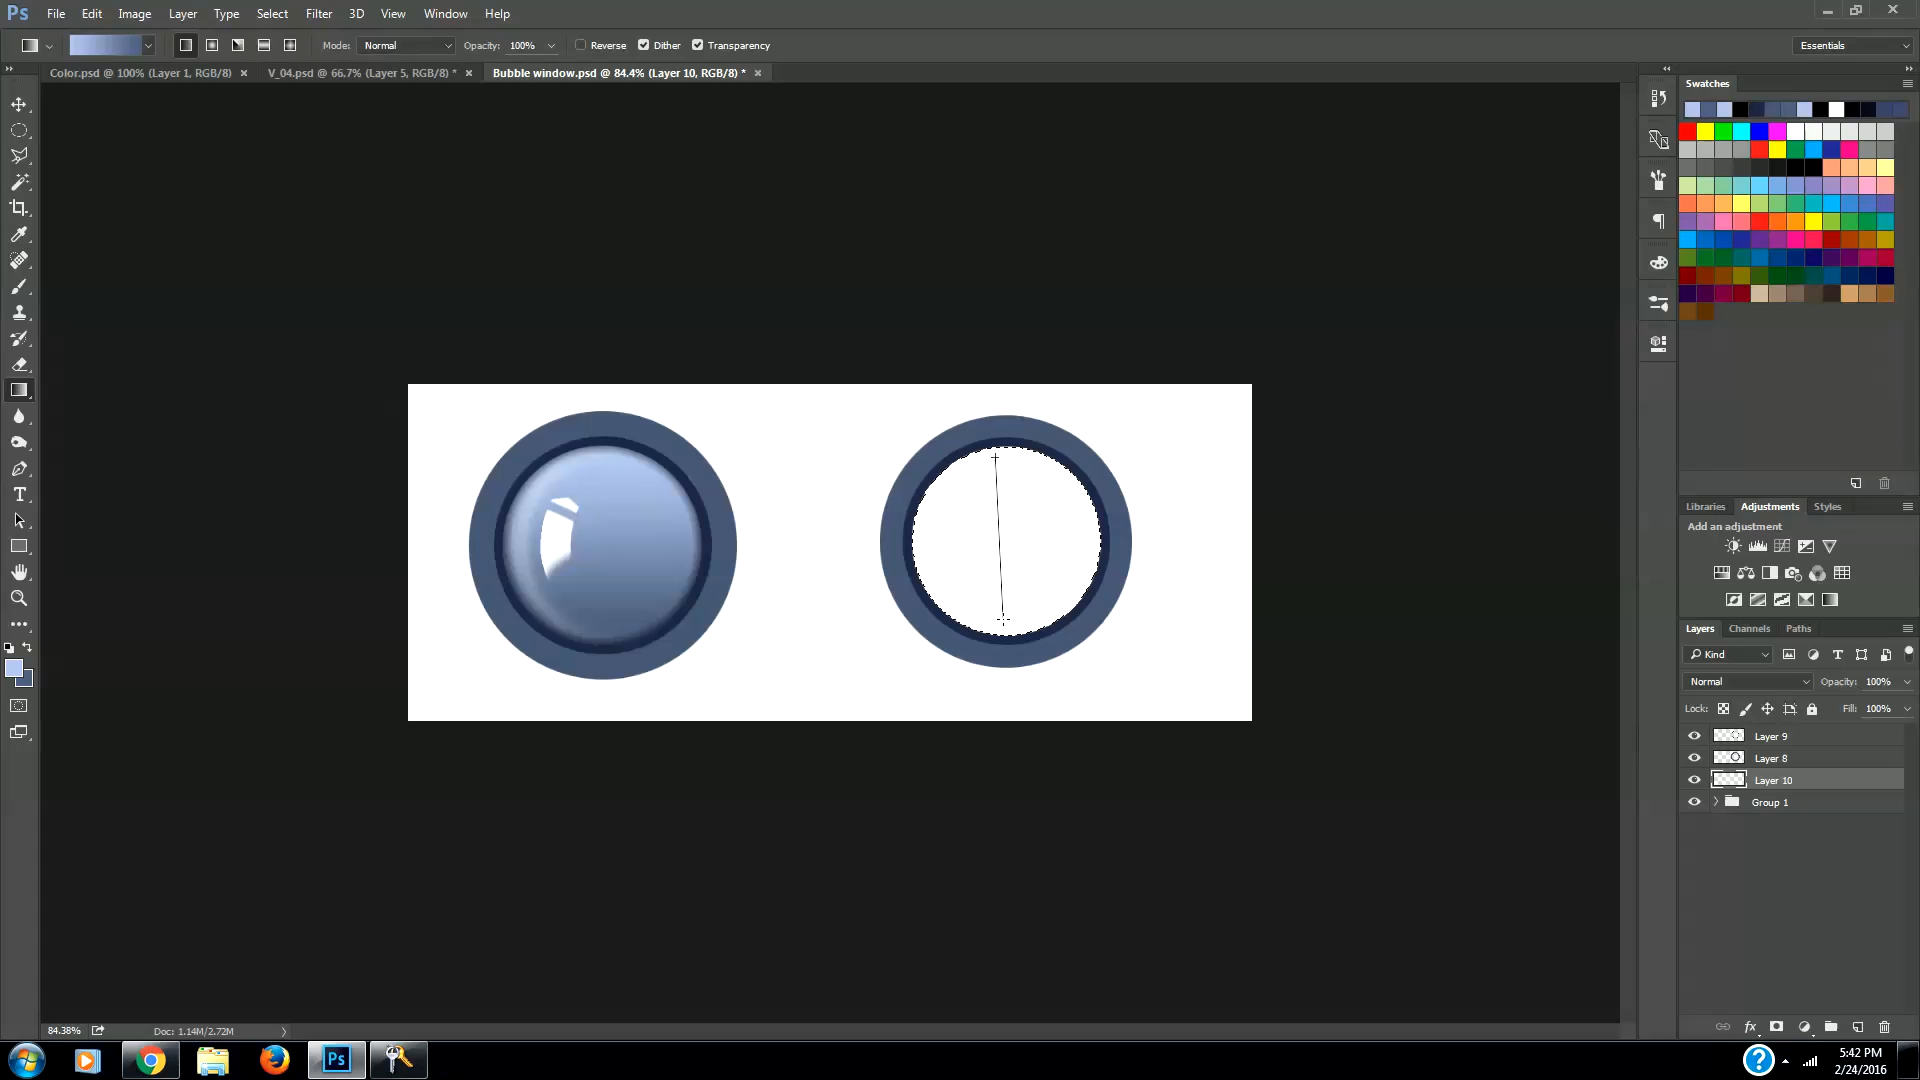 Ps File Edit Image Layer Type Select Filter 3D View Window Help
Mode: Normal Opacity: 100% Reverse Dither Transparency Essentials
Color.psd @ 100% (Layer 1, RGB/8) × V_04.psd @ 66.7% (Layer 5, RGB/8) * × Bubble window.psd @ 84.4% (Layer 10, RGB/8) * ×
Swatches
Libraries Adjustments Styles
Add an adjustment
Layers Channels Paths
Kind
Normal Opacity: 100%
Lock: Fill: 100%
Layer 9
Layer 8
Layer 10
Group 1
84.38% Doc: 1.14M/2.72M
fx
Ps
5:42 PM
2/24/2016